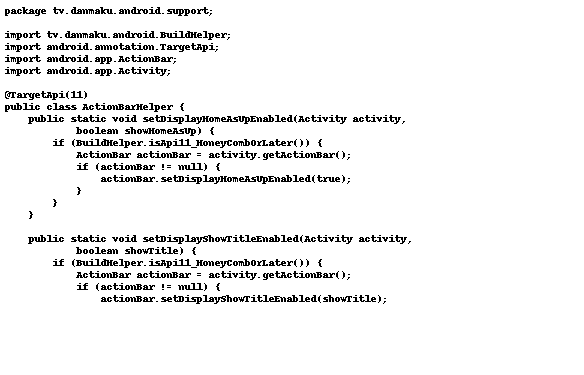 package tv.danmaku.android.support;

import tv.danmaku.android.BuildHelper;
import android.annotation.TargetApi;
import android.app.ActionBar;
import android.app.Activity;

@TargetApi(11)
public class ActionBarHelper {
    public static void setDisplayHomeAsUpEnabled(Activity activity,
            boolean showHomeAsUp) {
        if (BuildHelper.isApi11_HoneyCombOrLater()) {
            ActionBar actionBar = activity.getActionBar();
            if (actionBar != null) {
                actionBar.setDisplayHomeAsUpEnabled(true);
            }
        }
    }

    public static void setDisplayShowTitleEnabled(Activity activity,
            boolean showTitle) {
        if (BuildHelper.isApi11_HoneyCombOrLater()) {
            ActionBar actionBar = activity.getActionBar();
            if (actionBar != null) {
                actionBar.setDisplayShowTitleEnabled(showTitle);